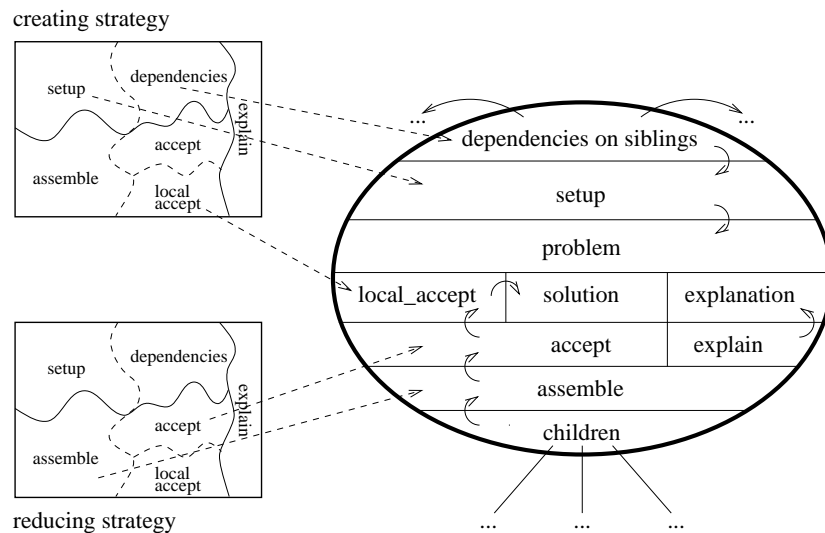 creating strategy
dependencies
setup
explain
accept
assemble
local
accept
... ...
dependencies on siblings
setup
problem
local_accept solution explanation
accept explain
assemble
children
... ... ...
dependencies
setup
explain
accept
assemble
local
accept
reducing strategy